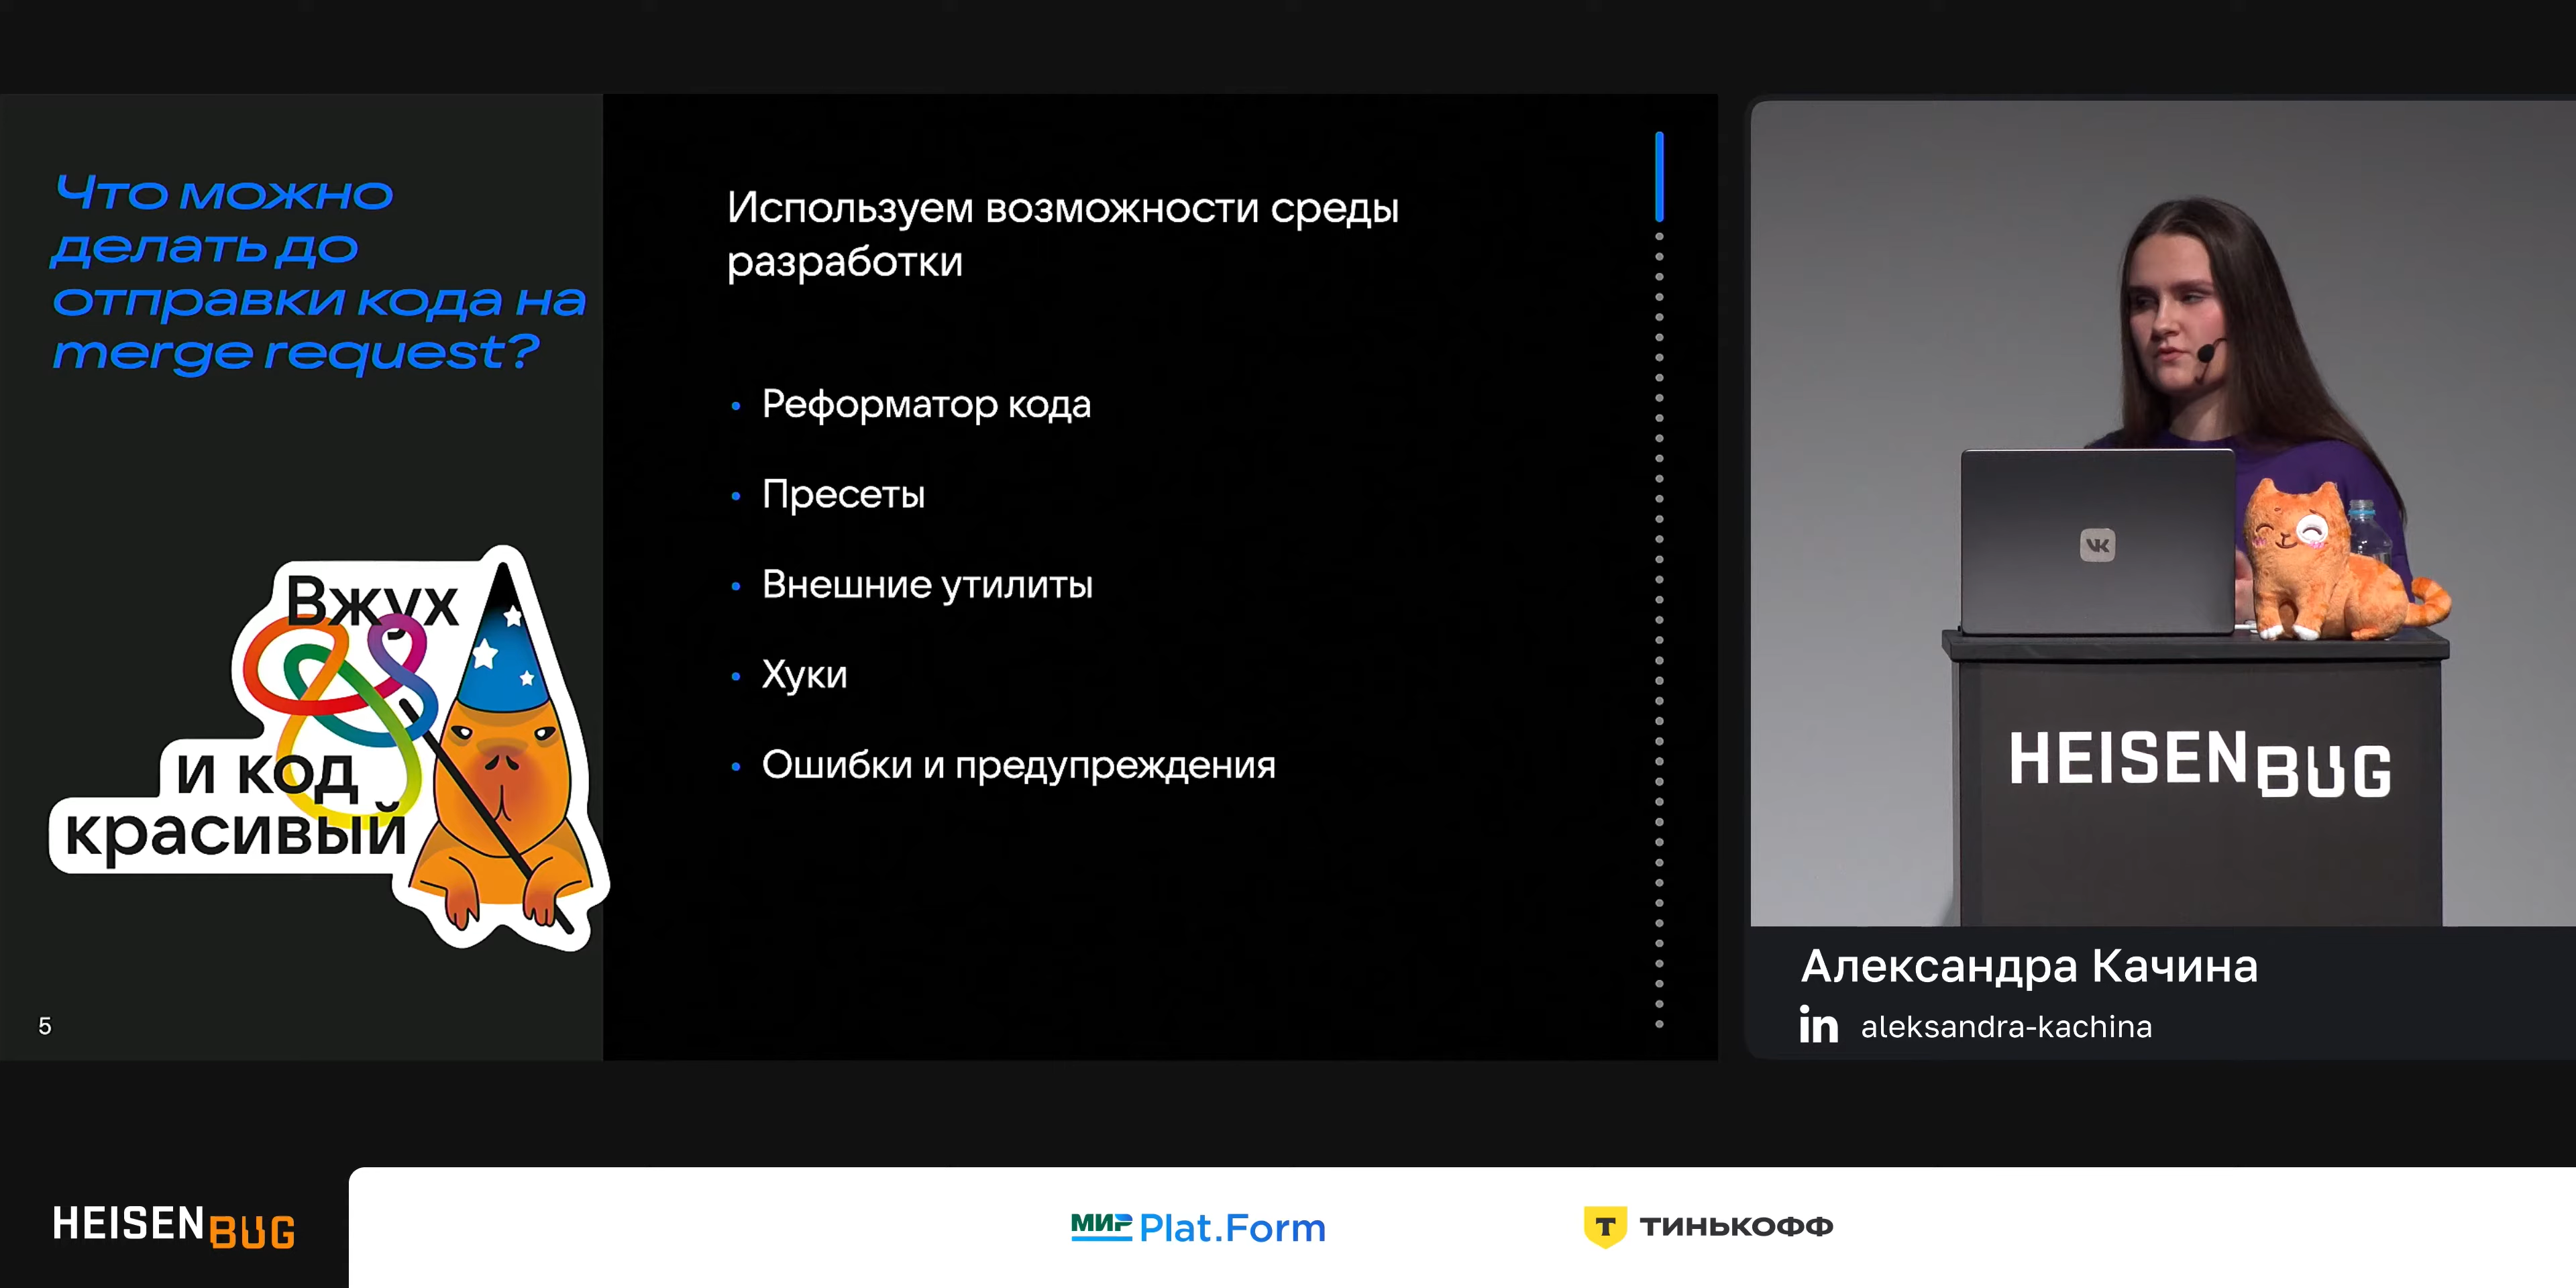 Что можно
делать до
отправки кода на
merge request?
Вжух
и код
красивый
5
Используем возможности среды
разработки
Реформатор кода
Пресеты
Внешние утилиты
Хуки
Ошибки и предупреждения
VK
HEISENBUG
Александра Качина
in aleksandra-kachina
HEISENBUG
МИР Plat.Form
Т ТИНЬКОФФ